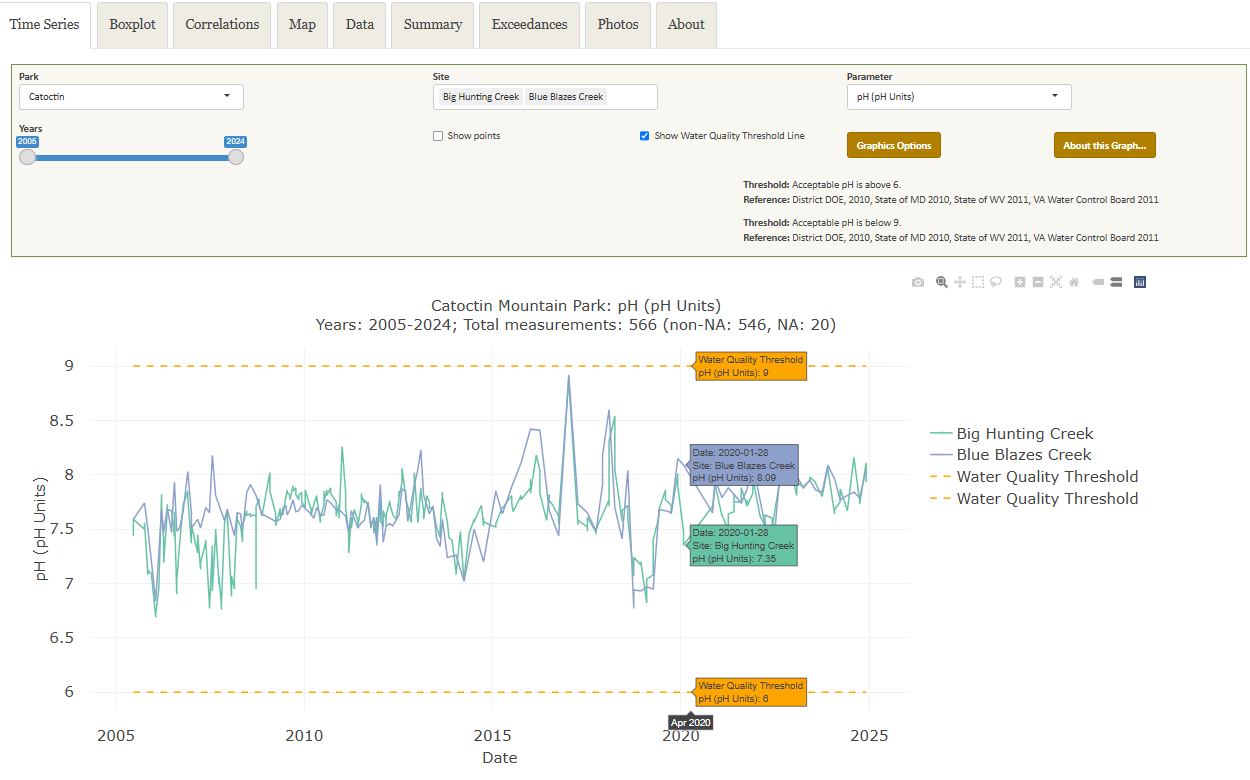 Time Series Boxplot Correlations Map Data Summary Exceedances Photos About
Park Site Parameter
Catoctin Big Hunting Creek Blue Blazes Creek pH (pH Units)
Years
2005 2024
Show points Show Water Quality Threshold Line Graphics Options About this Graph...
Threshold: Acceptable pH is above 6.
Reference: District DOE, 2010, State of MD 2010, State of WV 2011, VA Water Control Board 2011
Threshold: Acceptable pH is below 9.
Reference: District DOE, 2010, State of MD 2010, State of WV 2011, VA Water Control Board 2011
Catoctin Mountain Park: pH (pH Units)
Years: 2005-2024; Total measurements: 566 (non-NA: 546, NA: 20)
9
8.5
8
7.5
7
6.5
6
pH (pH Units)
Water Quality Threshold
pH (pH Units): 9
Date: 2020-01-28
Site: Blue Blazes Creek
pH (pH Units): 8.09
Date: 2020-01-28
Site: Big Hunting Creek
pH (pH Units): 7.35
Water Quality Threshold
pH (pH Units): 6
Apr 2020
2005 2010 2015 2020 2025
Date
Big Hunting Creek
Blue Blazes Creek
Water Quality Threshold
Water Quality Threshold